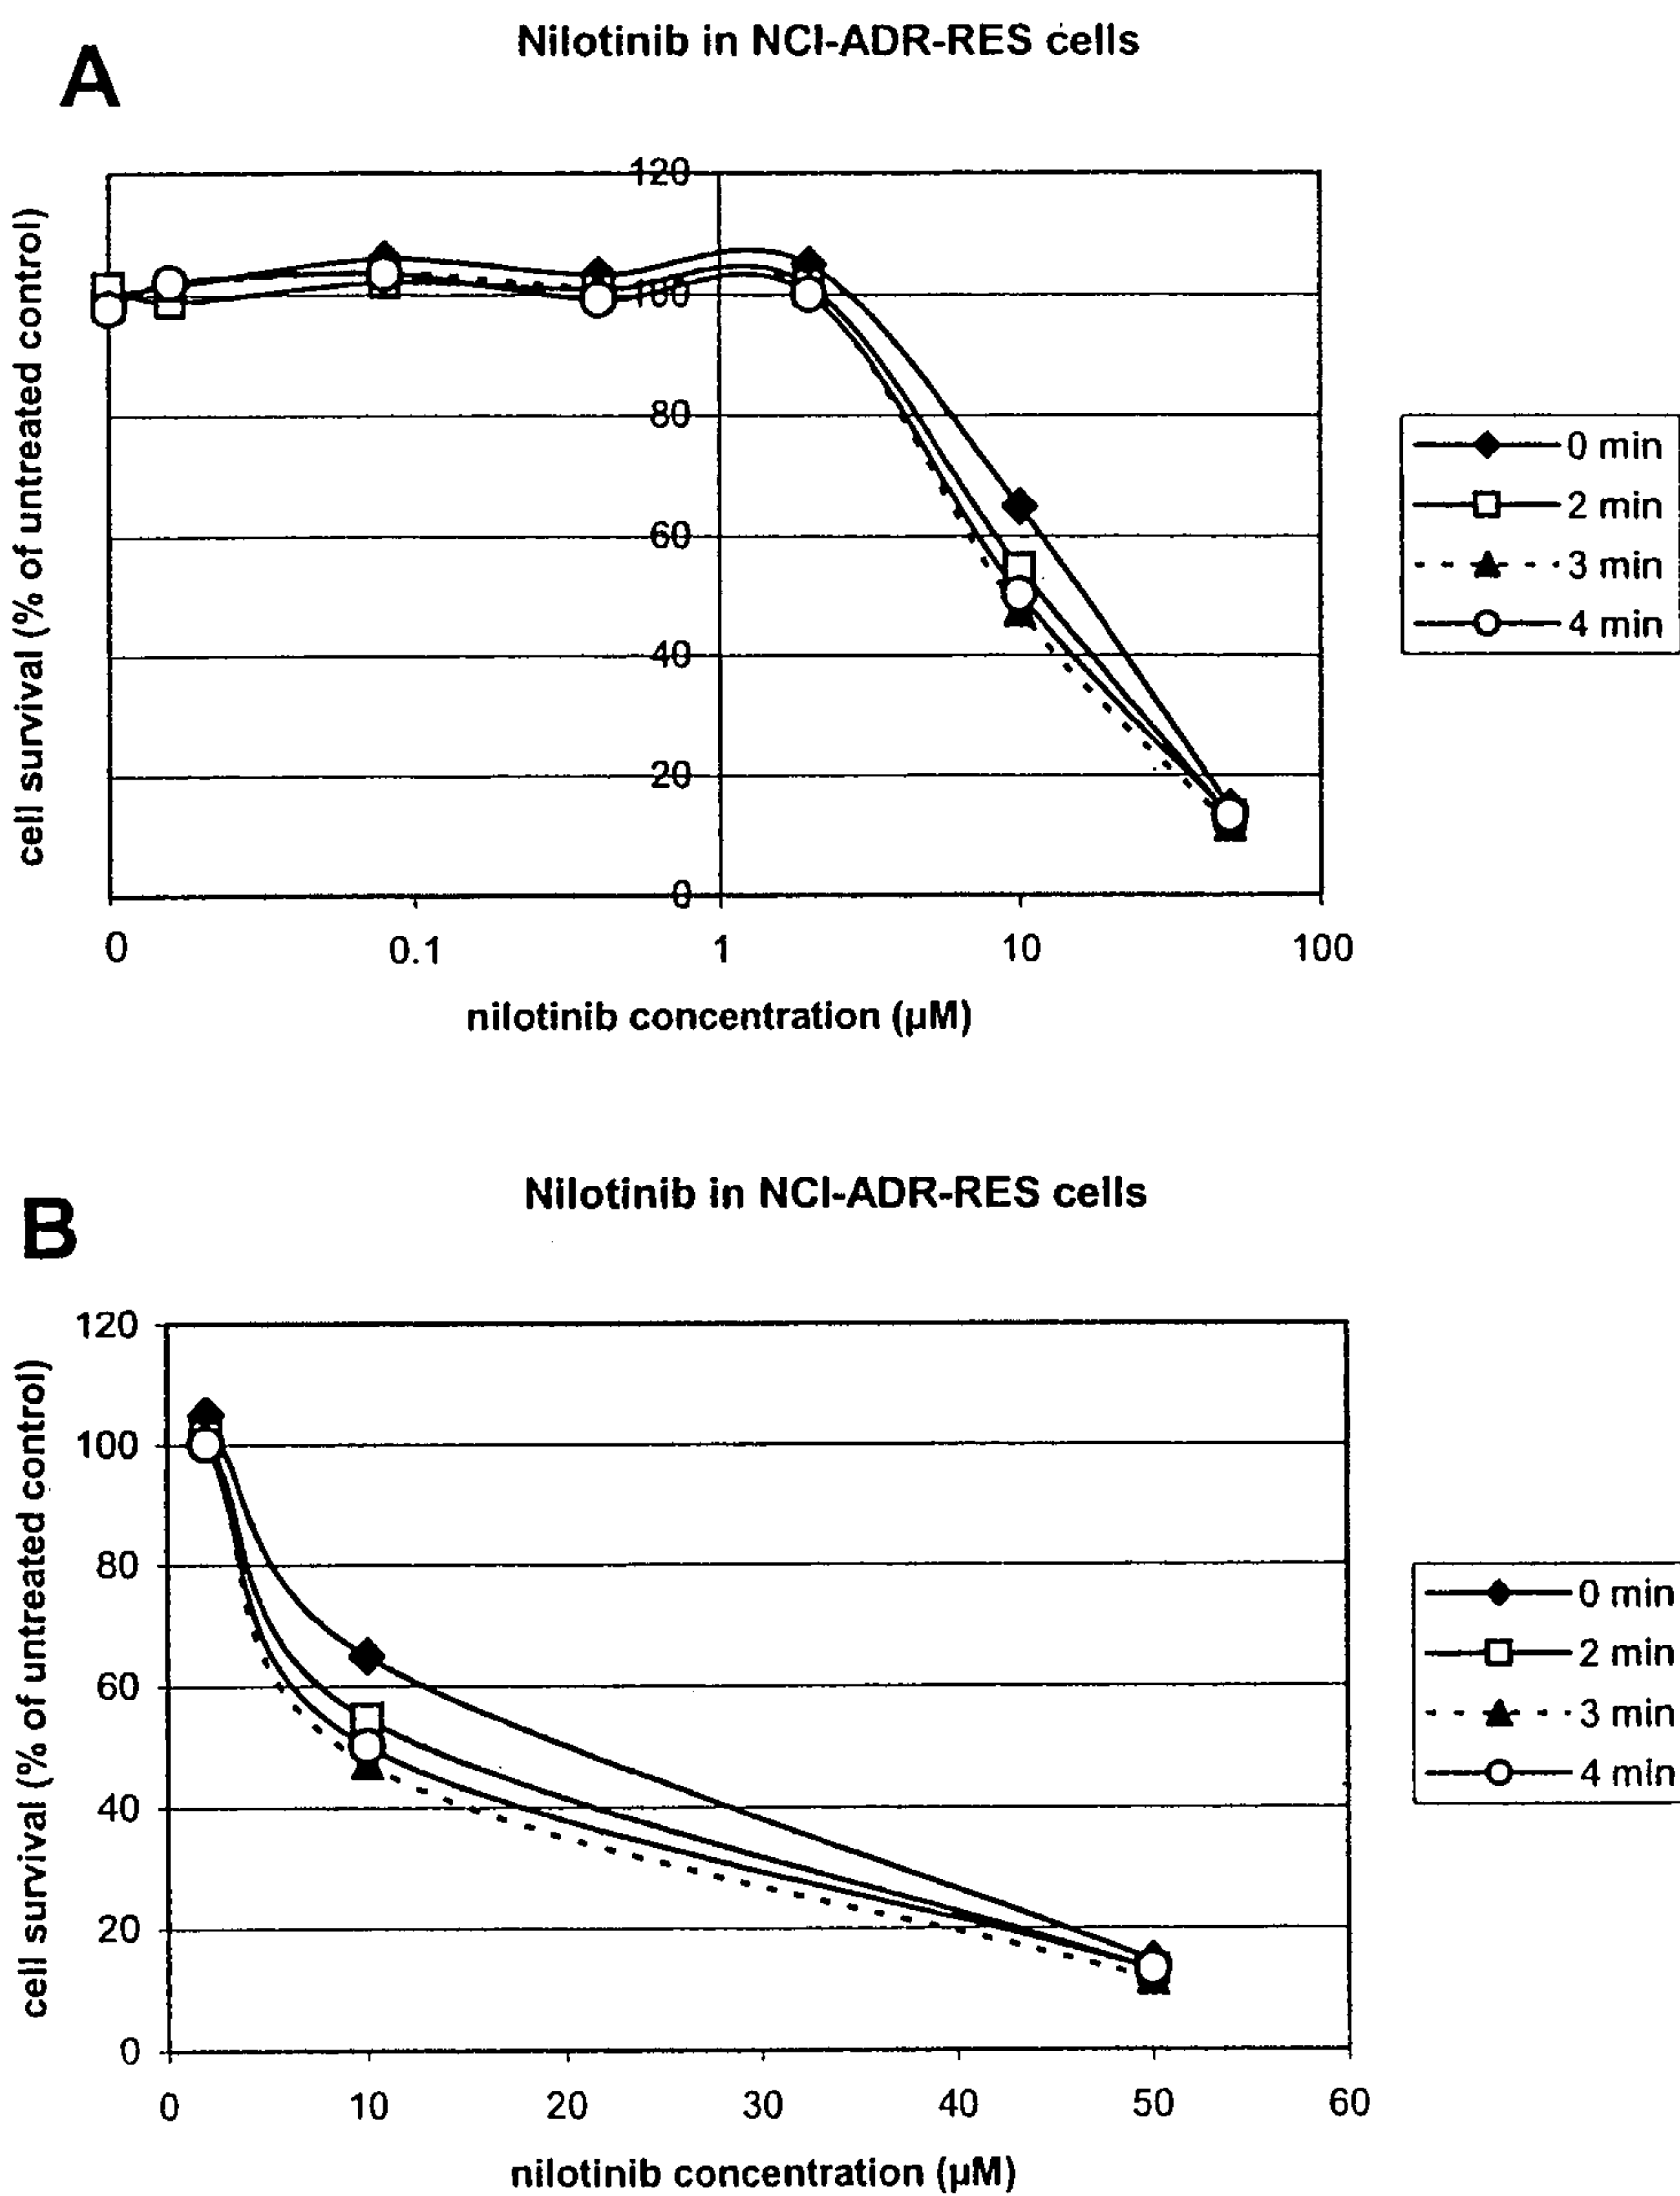 A
Nilotinib in NCI-ADR-RES cells
cell survival (% of untreated control)
120
100
80
60
40
20
0
0 0.1 1 10 100
nilotinib concentration (µM)
0 min
2 min
3 min
4 min
B
Nilotinib in NCI-ADR-RES cells
cell survival (% of untreated control)
120
100
80
60
40
20
0
0 10 20 30 40 50 60
nilotinib concentration (µM)
0 min
2 min
3 min
4 min